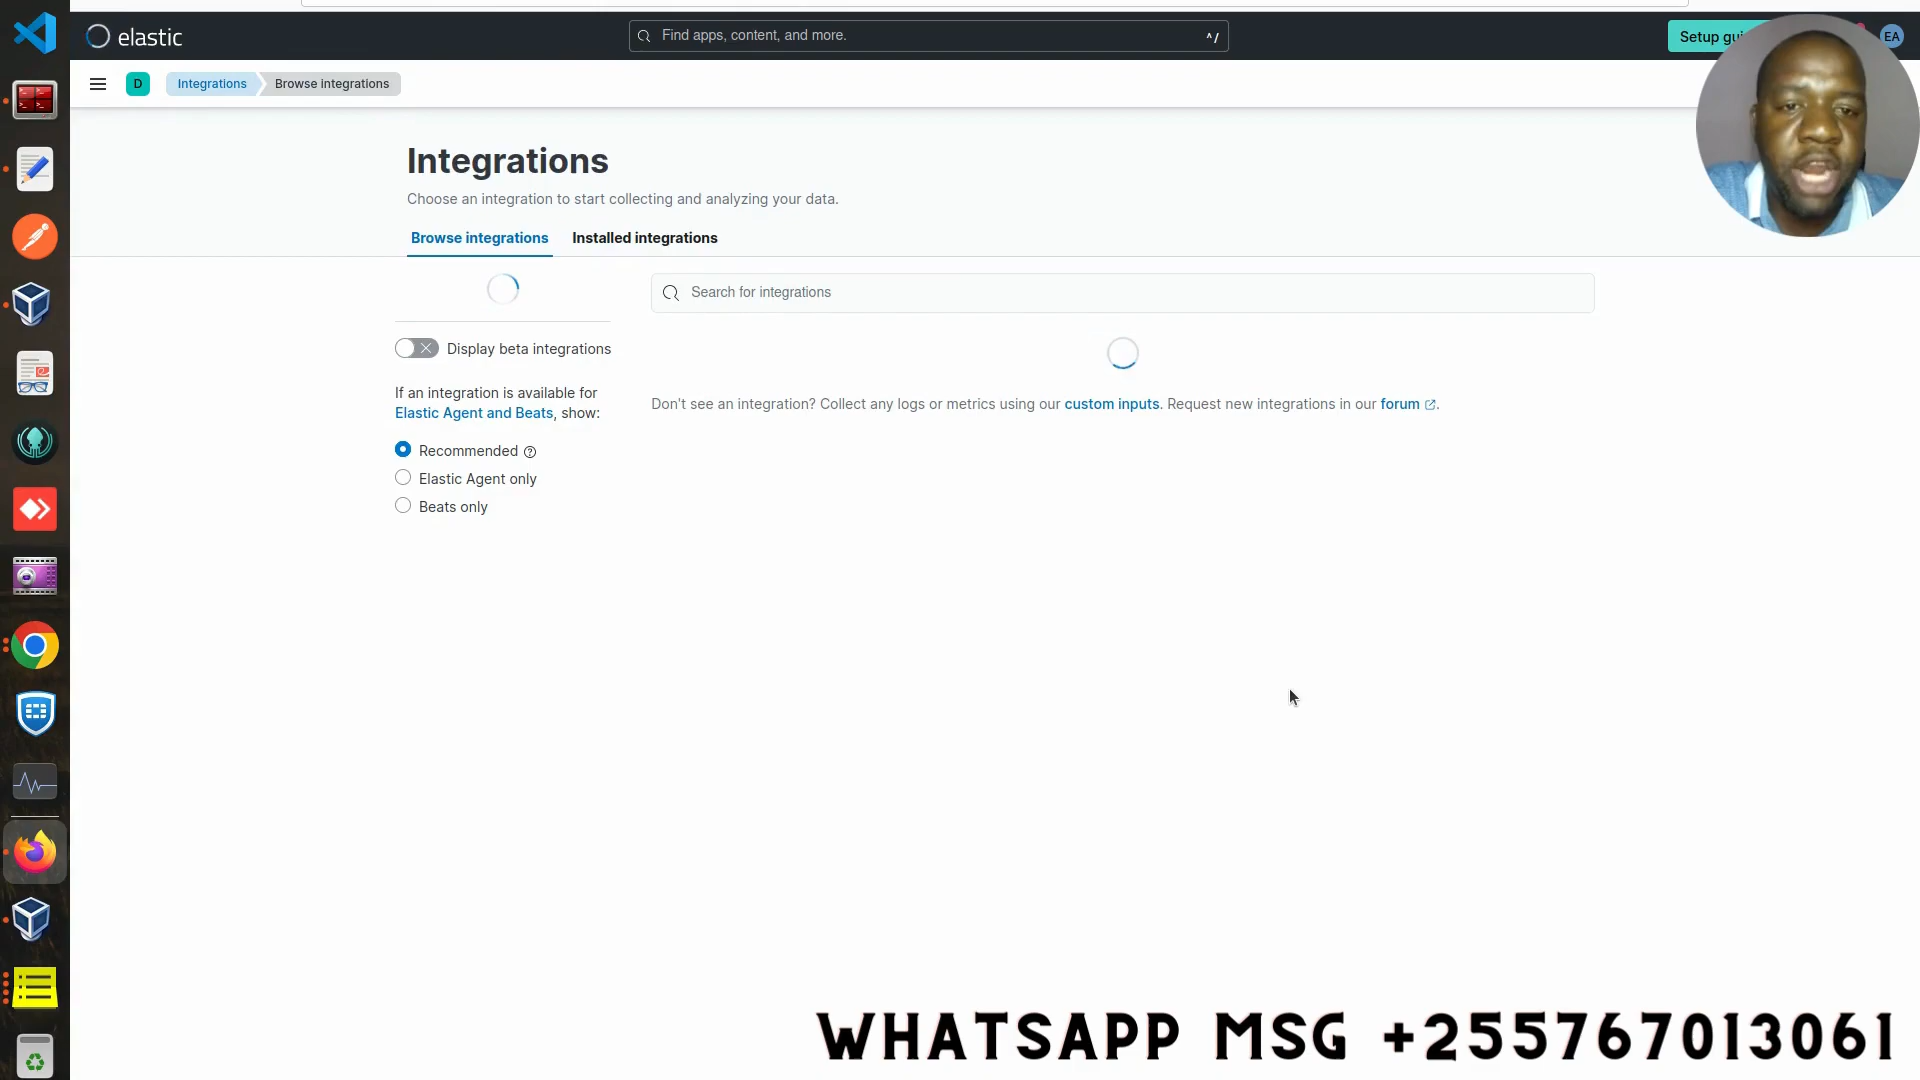 elastic
Find apps, content, and more.
^/
Setup gui
EA
D
Integrations
Browse integrations
Integrations
Choose an integration to start collecting and analyzing your data.
Browse integrations
Installed integrations
Search for integrations
Display beta integrations
If an integration is available for
Elastic Agent and Beats, show:
Don't see an integration? Collect any logs or metrics using our custom inputs. Request new integrations in our forum.
Recommended
Elastic Agent only
Beats only
WHATSAPP MSG +255767013061